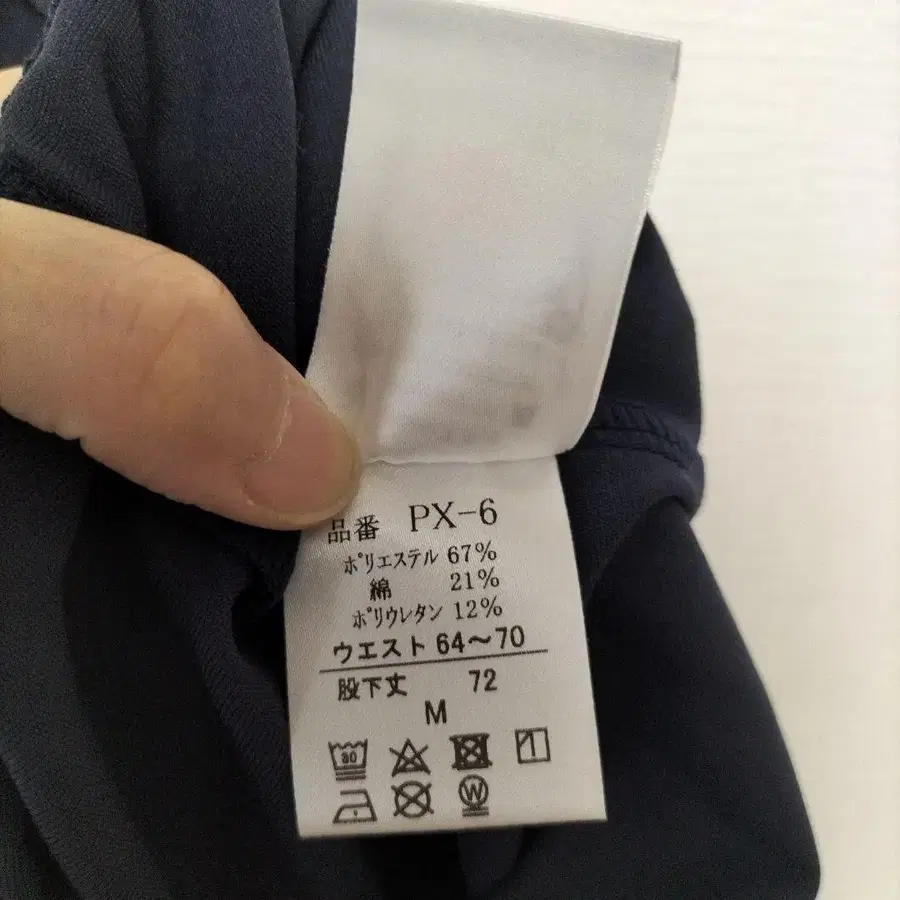 品番 PX-6
ポリエステル 67%
綿 21%
ポリウレタン 12%
ウエスト 64〜70
股下丈 72
M
30
W